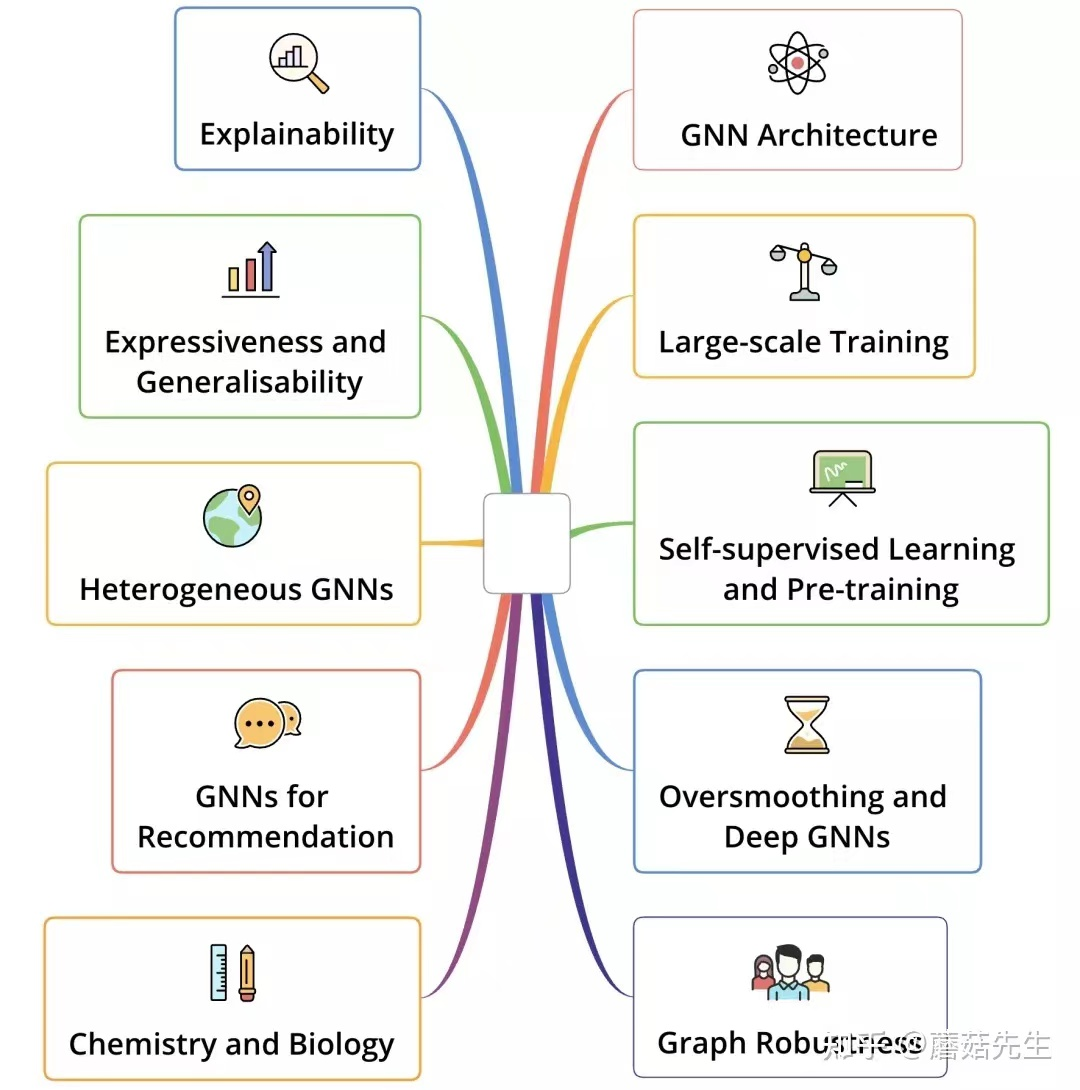 Explainability
GNN Architecture
Expressiveness and
Generalisability
Large-scale Training
Heterogeneous GNNs
Self-supervised Learning
and Pre-training
GNNs for
Recommendation
Oversmoothing and
Deep GNNs
Chemistry and Biology
Graph Robustness
知乎 @蘑菇先生